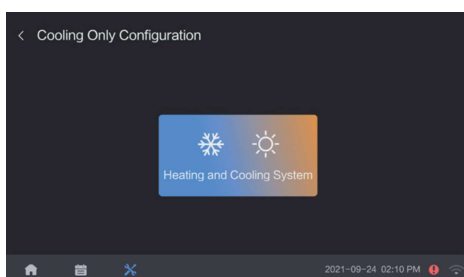 Cooling Only Configuration
Heating and Cooling System
2021-09-24 02:10 PM